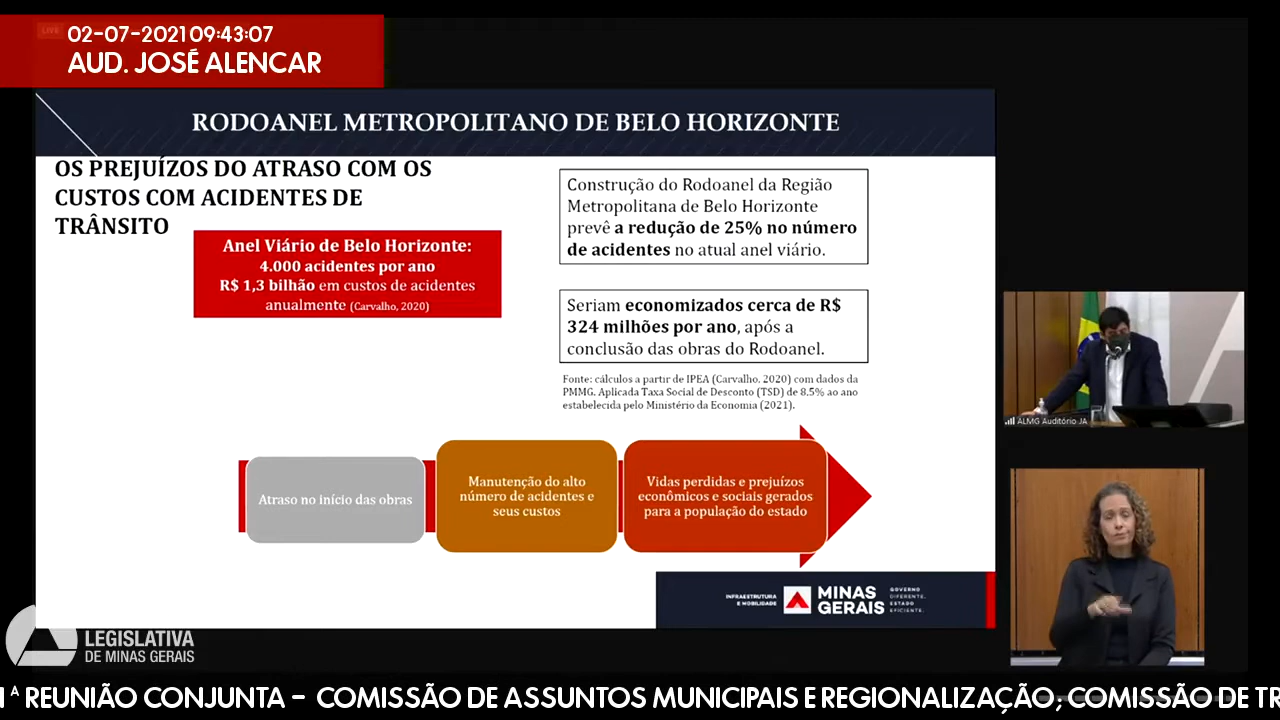 LIVE
02-07-2021 09:43:07
AUD. JOSÉ ALENCAR
RODOANEL METROPOLITANO DE BELO HORIZONTE
OS PREJUÍZOS DO ATRASO COM OS
CUSTOS COM ACIDENTES DE
TRÂNSITO
Anel Viário de Belo Horizonte:
4.000 acidentes por ano
R$ 1,3 bilhão em custos de acidentes
anualmente (Carvalho, 2020)
Construção do Rodoanel da Região
Metropolitana de Belo Horizonte
prevê a redução de 25% no número
de acidentes no atual anel viário.
Seriam economizados cerca de R$
324 milhões por ano, após a
conclusão das obras do Rodoanel.
Fonte: cálculos a partir de IPEA (Carvalho, 2020) com dados da
PMMG. Aplicada Taxa Social de Desconto (TSD) de 8,5% ao ano
estabelecida pelo Ministério da Economia (2021).
Atraso no início das obras
Manutenção do alto
número de acidentes e
seus custos
Vidas perdidas e prejuízos
econômicos e sociais gerados
para a população do estado
INFRAESTRUTURA
E MOBILIDADE
MINAS
GERAIS
GOVERNO
DIFERENTE.
ESTADO
EFICIENTE.
ALMG Auditório JA
LEGISLATIVA
DE MINAS GERAIS
1ª REUNIÃO CONJUNTA - COMISSÃO DE ASSUNTOS MUNICIPAIS E REGIONALIZAÇÃO; COMISSÃO DE TR